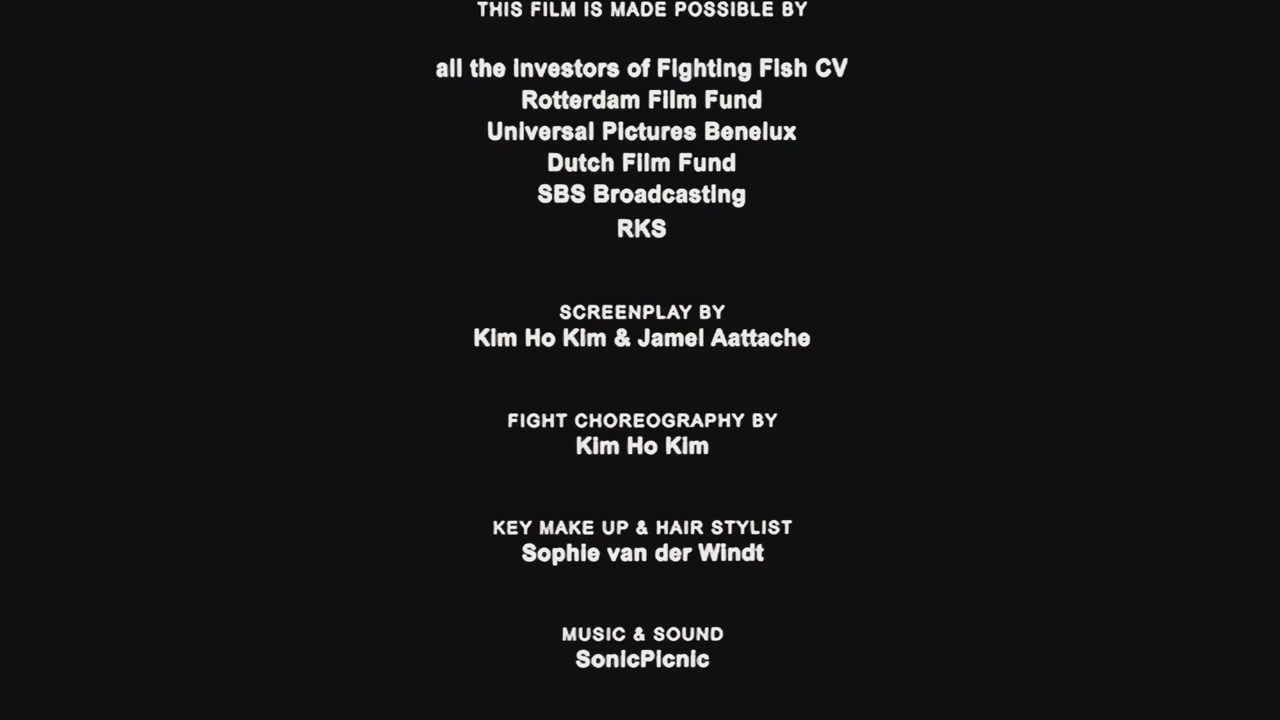 THIS FILM IS MADE POSSIBLE BY
all the investors of Fighting Fish CV
Rotterdam Film Fund
Universal Pictures Benelux
Dutch Film Fund
SBS Broadcasting
RKS
SCREENPLAY BY
Kim Ho Kim & Jamel Aattache
FIGHT CHOREOGRAPHY BY
Kim Ho Kim
KEY MAKE UP & HAIR STYLIST
Sophie van der Windt
MUSIC & SOUND
SonicPicnic